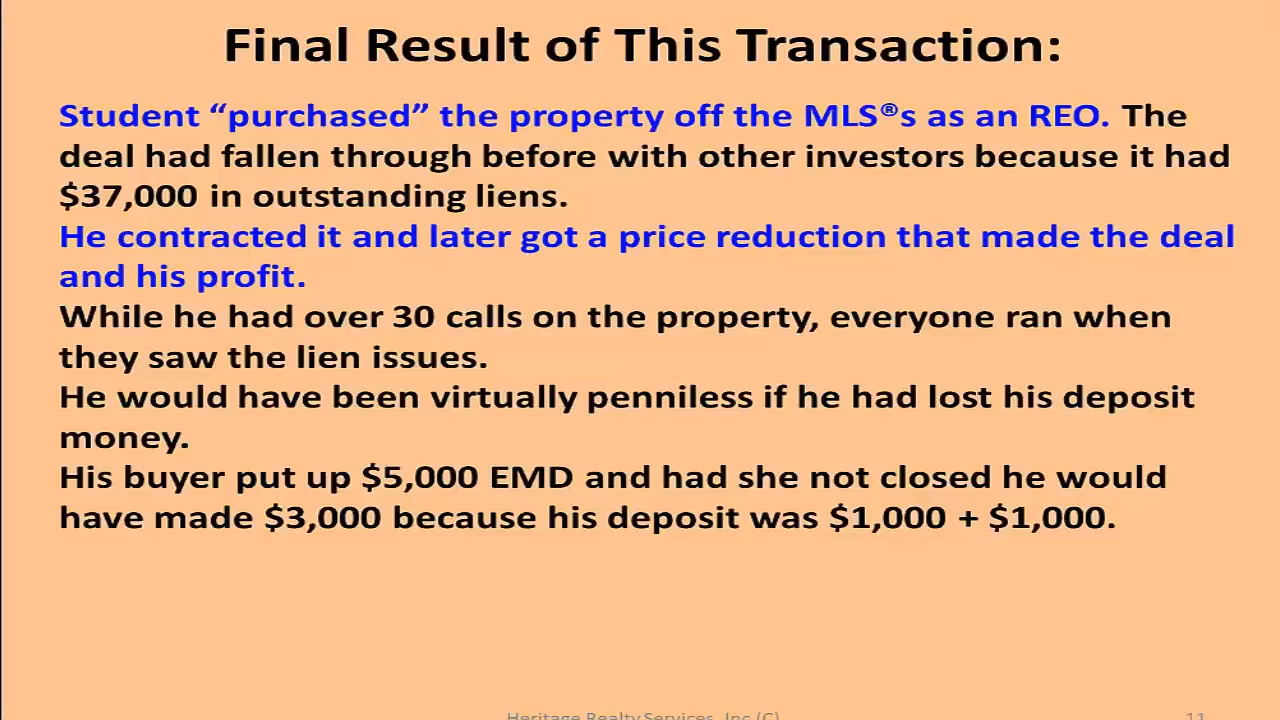 Final Result of This Transaction:
Student “purchased” the property off the MLS®s as an REO. The
deal had fallen through before with other investors because it had
$37,000 in outstanding liens.
He contracted it and later got a price reduction that made the deal
and his profit.
While he had over 30 calls on the property, everyone ran when
they saw the lien issues.
He would have been virtually penniless if he had lost his deposit
money.
His buyer put up $5,000 EMD and had she not closed he would
have made $3,000 because his deposit was $1,000 + $1,000.
Heritage Realty Services, Inc (C)
11